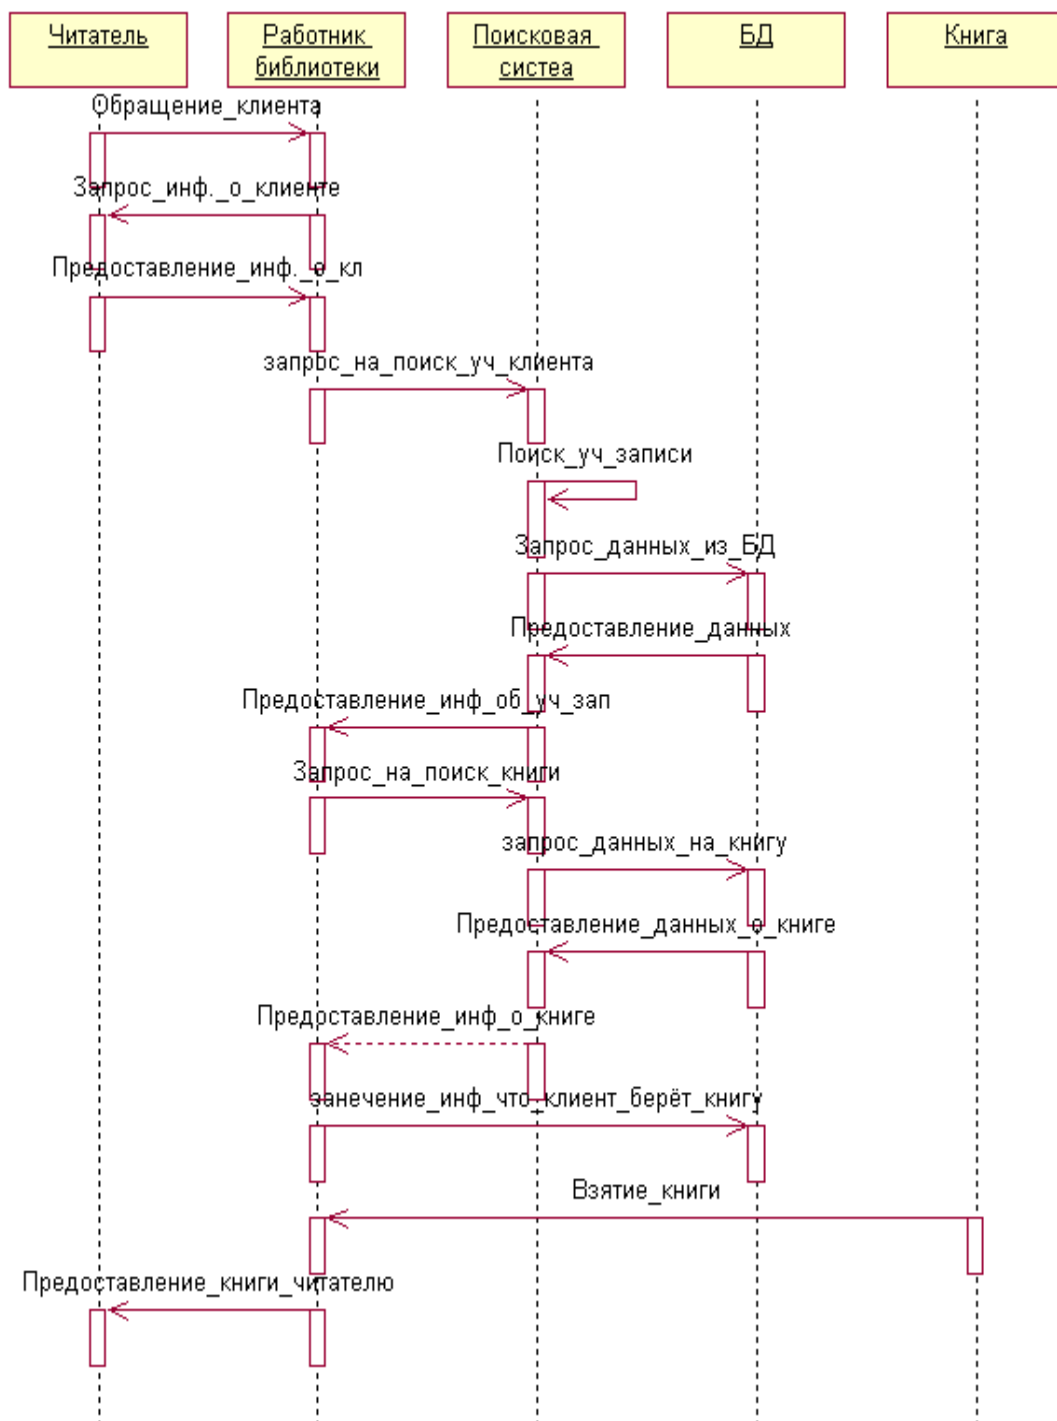 Читатель
Работник
библиотеки
Поисковая
систеа
БД
Книга
Обращение_клиента
Запрос_инф._о_клиенте
Предоставление_инф._о_кл
запрос_на_поиск_уч_клиента
Поиск_уч_записи
Запрос_данных_из_БД
Предоставление_данных
Предоставление_инф_об_уч_зап
Запрос_на_поиск_книги
запрос_данных_на_книгу
Предоставление_данных_о_книге
Предоставление_инф_о_книге
занечение_инф_что_клиент_берёт_книгу
Взятие_книги
Предоставление_книги_читателю